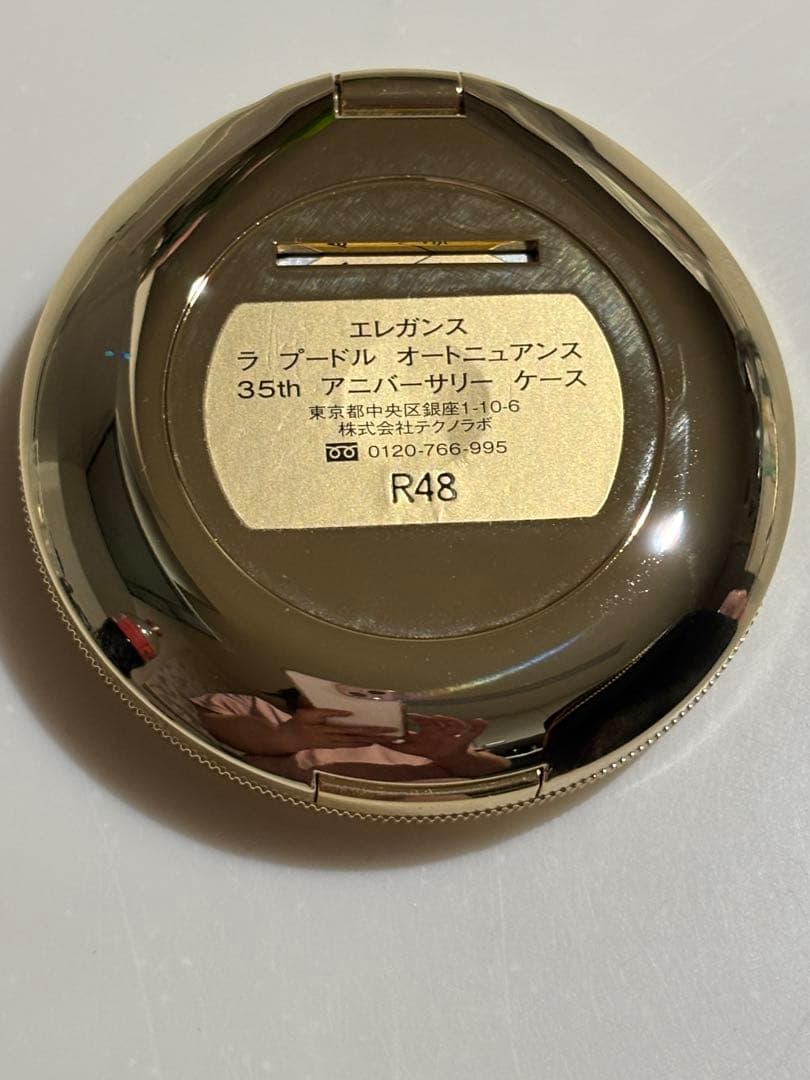 エレガンス
ラ プードル オートニュアンス
35th アニバーサリー ケース
東京都中央区銀座1-10-6
株式会社テクノラボ
0120-766-995
R48